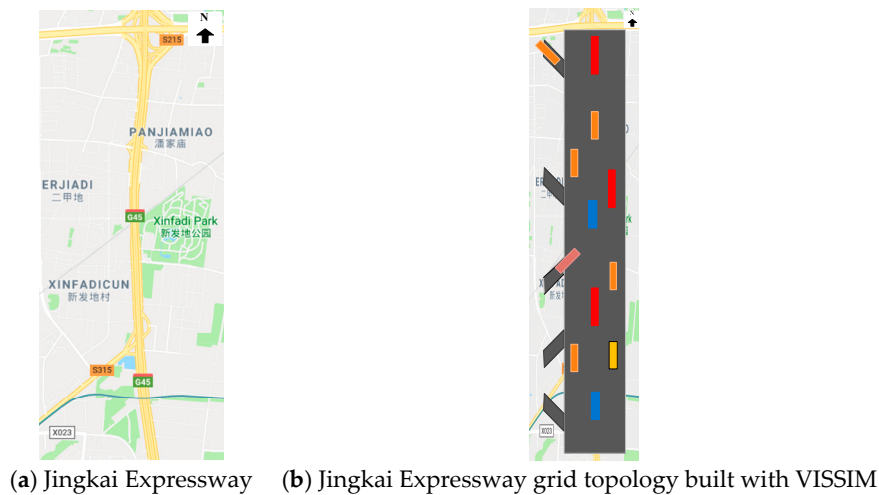 N
S215
PANJIAMIAO
潘家庙
ERJIADI
二甲地
G45
Xinfadi Park
新发地公园
XINFADICUN
新发地村
S315
G45
X023
(a) Jingkai Expressway
N
X023
(b) Jingkai Expressway grid topology built with VISSIM